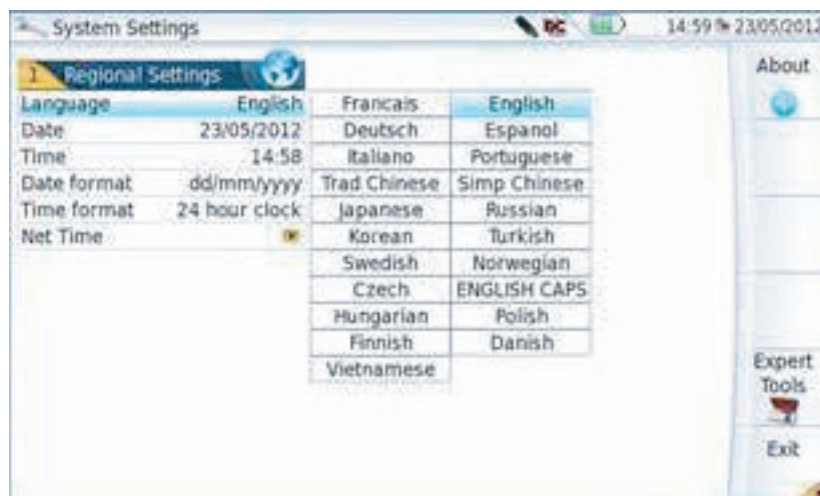 System Settings
DC
14:59 23/05/2012
1 Regional Settings
Language English
Date 23/05/2012
Time 14:58
Date format dd/mm/yyyy
Time format 24 hour clock
Net Time
Francais English
Deutsch Espanol
Italiano Portuguese
Trad Chinese Simp Chinese
Japanese Russian
Korean Turkish
Swedish Norwegian
Czech ENGLISH CAPS
Hungarian Polish
Finnish Danish
Vietnamese
About
Expert
Tools
Exit